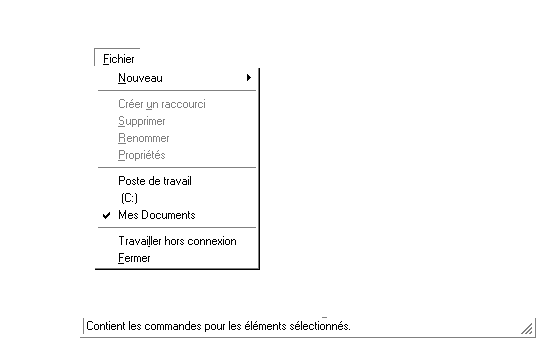 Fichier
Nouveau
Créer un raccourci
Supprimer
Renommer
Propriétés
Poste de travail
(C:)
Mes Documents
Travailler hors connexion
Fermer
Contient les commandes pour les éléments sélectionnés.